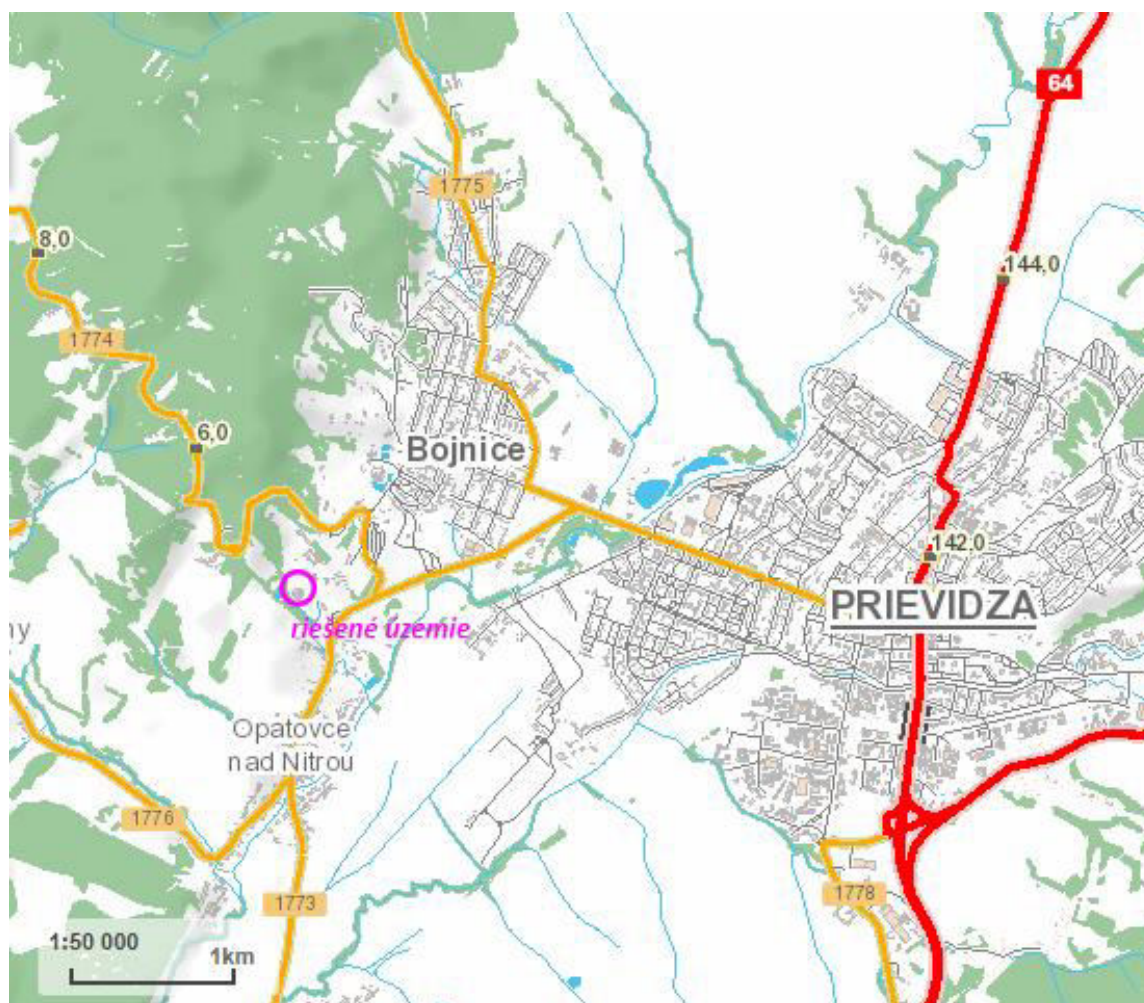 64
1775
8,0
144,0
1774
6,0
Bojnice
142.0
PRIEVIDZA
riešené územie
ny
Opatovce
nad Nitrou
1776
1778
1773
1:50 000
1km